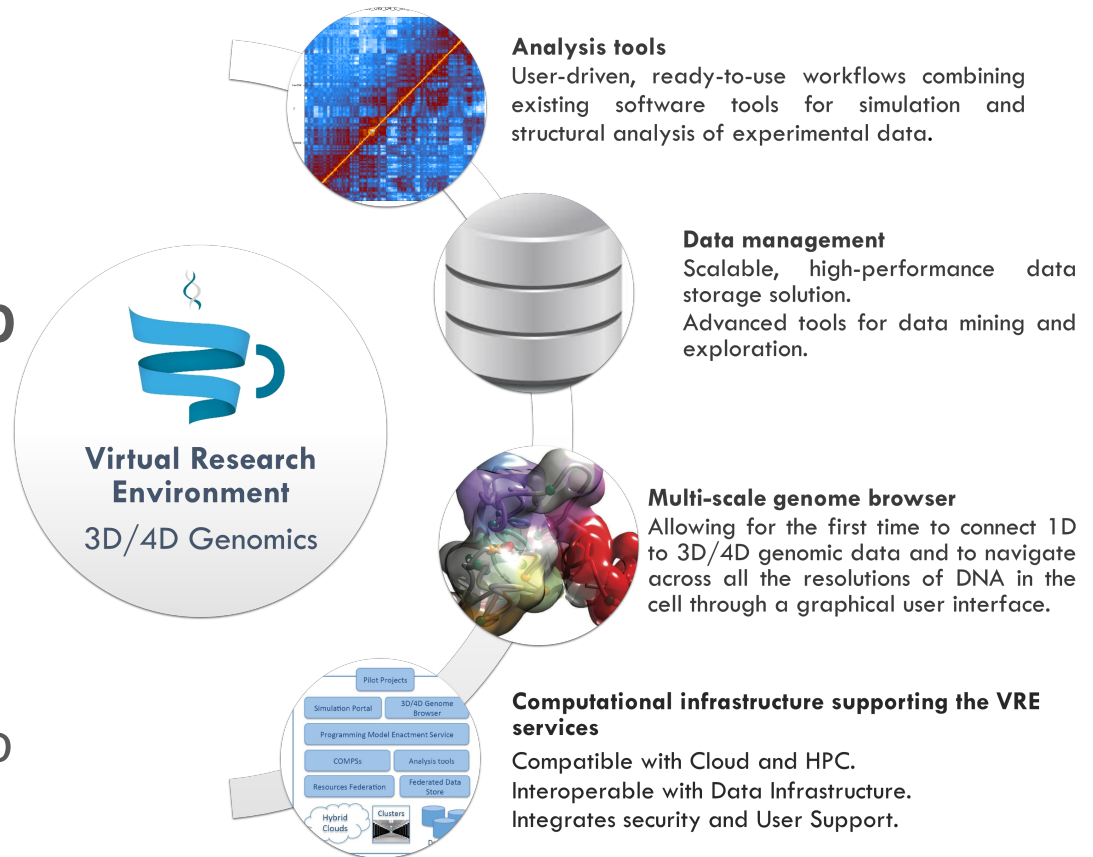 Analysis tools
User-driven, ready-to-use workflows combining
existing software tools for simulation and
structural analysis of experimental data.
Data management
Scalable, high-performance data
storage solution.
Advanced tools for data mining and
exploration.
Virtual Research
Environment
3D/4D Genomics
Multi-scale genome browser
Allowing for the first time to connect 1D
to 3D/4D genomic data and to navigate
across all the resolutions of DNA in the
cell through a graphical user interface.
Pilot Projects
Simulation Portal
3D/4D Genome
Browser
Programming Model Enactment Service
COMPSs
Analysis tools
Resources Federation
Federated Data
Store
Hybrid
Clouds
Clusters
Computational infrastructure supporting the VRE
services
Compatible with Cloud and HPC.
Interoperable with Data Infrastructure.
Integrates security and User Support.